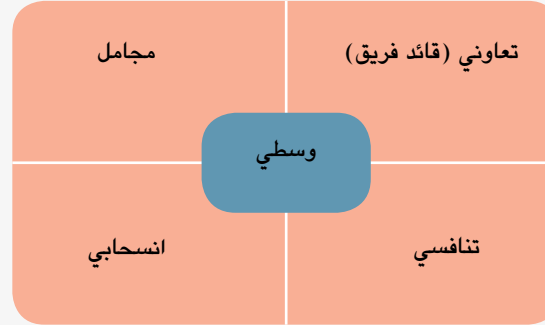 تعاوني (قائد فريق)
مجامل
وسطي
تنافسي
انسحابي